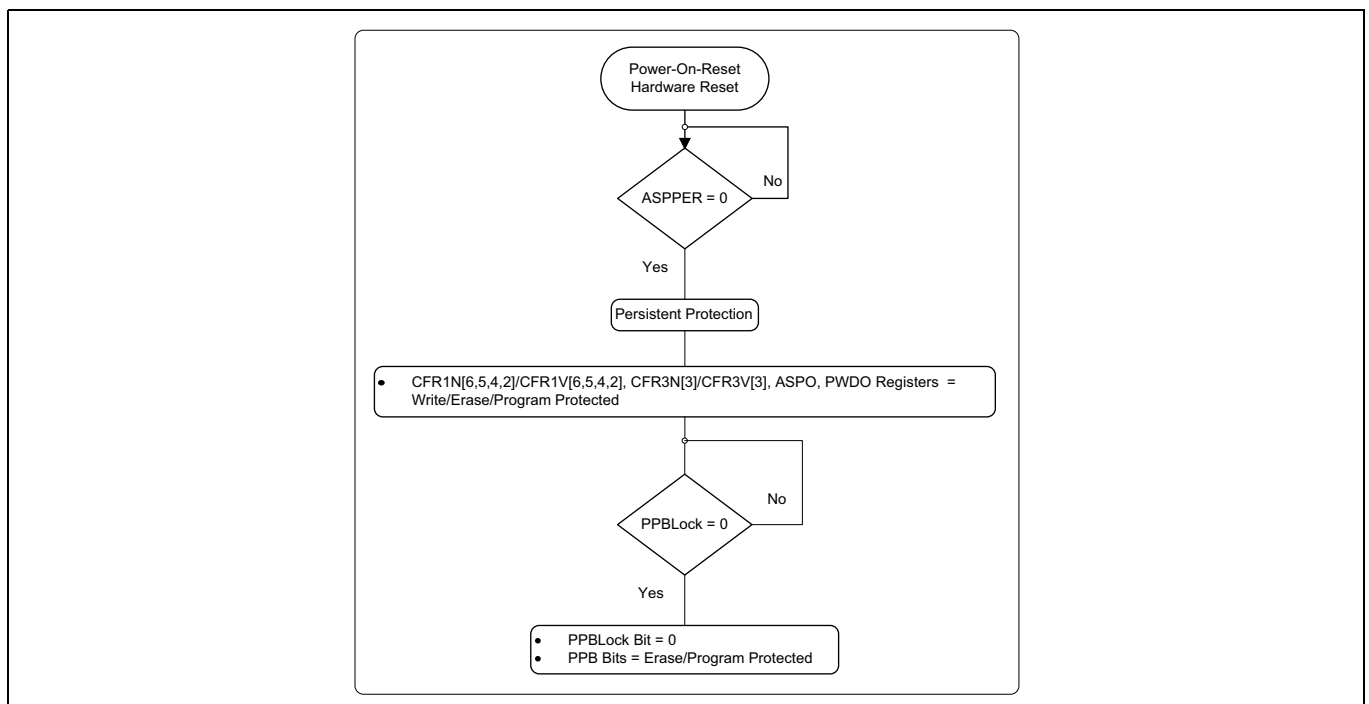 Power-On-Reset
Hardware Reset
No
ASPPER = 0
Yes
Persistent Protection
• CFR1N[6,5,4,2]/CFR1V[6,5,4,2], CFR3N[3]/CFR3V[3], ASPO, PWDO Registers =
Write/Erase/Program Protected
No
PPBLock = 0
Yes
• PPBLock Bit = 0
• PPB Bits = Erase/Program Protected